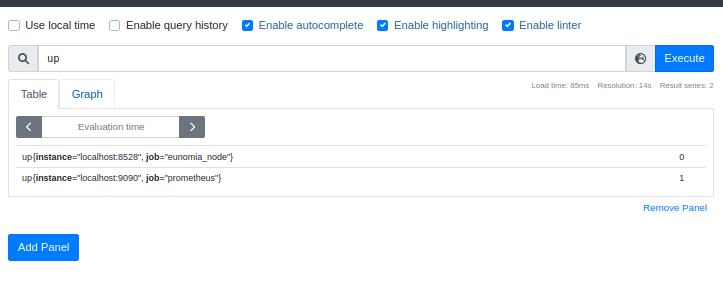 Use local time Enable query history Enable autocomplete Enable highlighting Enable linter
up Execute
Load time: 85ms Resolution: 14s Result series: 2
Table Graph
Evaluation time
up{instance="localhost:8528", job="eunomia_node"} 0
up{instance="localhost:9090", job="prometheus"} 1
Remove Panel
Add Panel